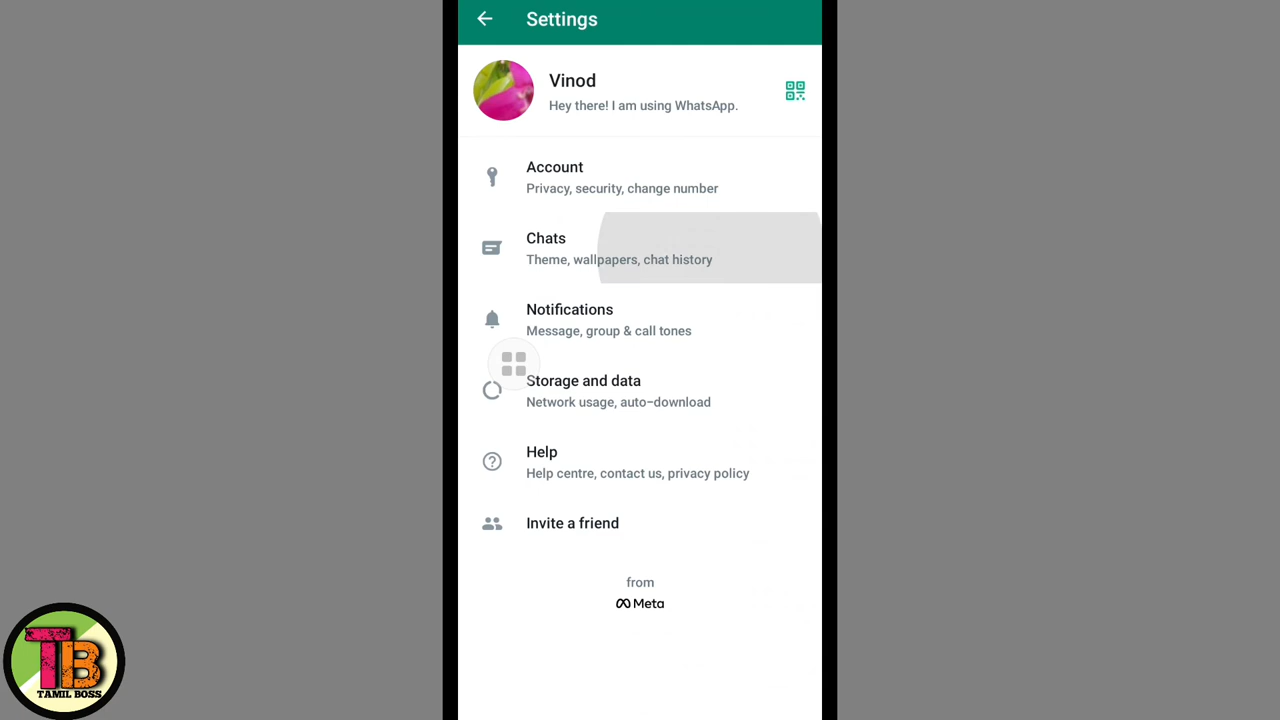 Settings
Vinod
Hey there! I am using WhatsApp.
Account
Privacy, security, change number
Chats
Theme, wallpapers, chat history
Notifications
Message, group & call tones
Storage and data
Network usage, auto-download
Help
Help centre, contact us, privacy policy
Invite a friend
from
Meta
TB
TAMIL BOSS